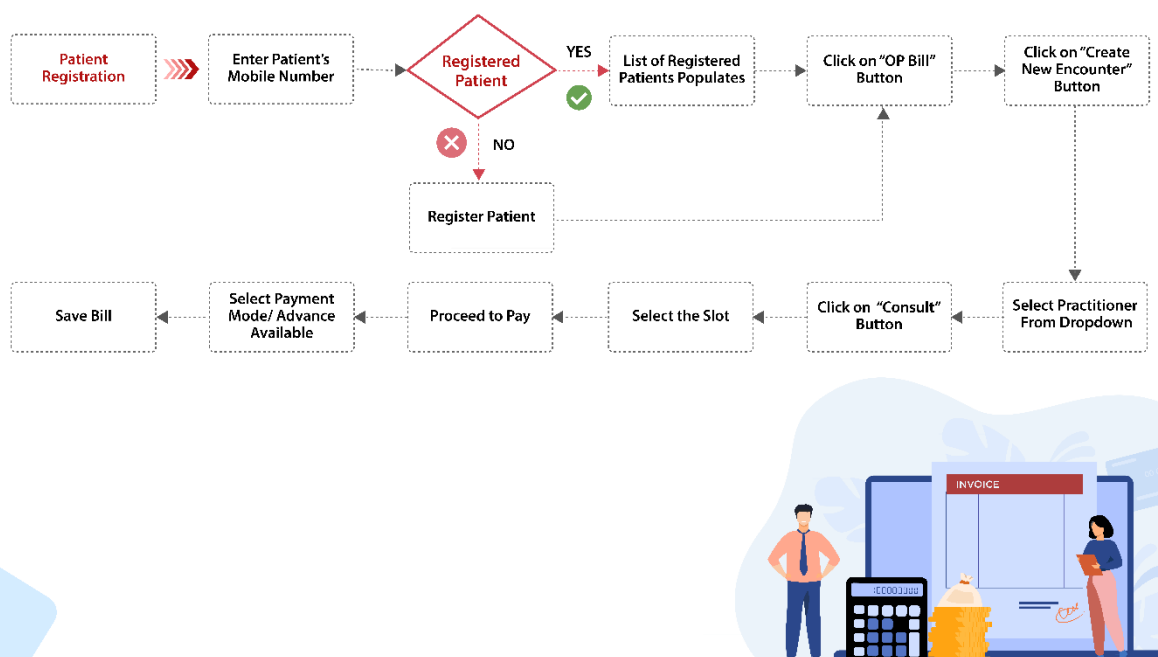 Patient
Registration
Enter Patient's
Mobile Number
Registered
Patient
YES
List of Registered
Patients Populates
Click on "OP Bill"
Button
Click on "Create
New Encounter"
Button
NO
Register Patient
Save Bill
Select Payment
Mode/ Advance
Available
Proceed to Pay
Select the Slot
Click on "Consult"
Button
Select Practitioner
From Dropdown
INVOICE